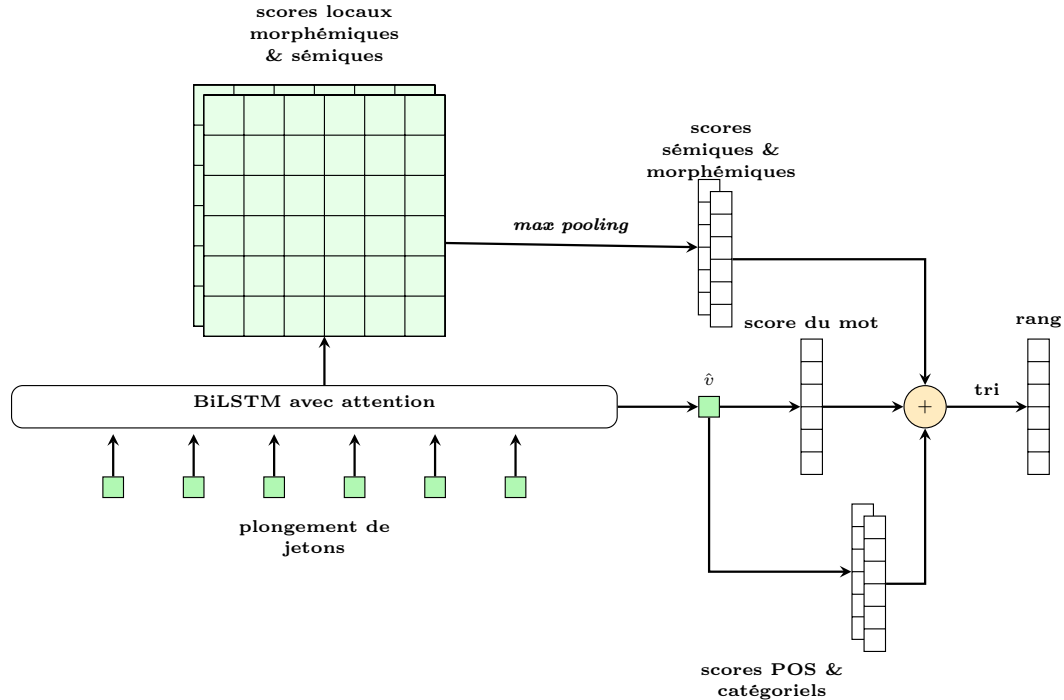 scores locaux
morphémiques
& sémiques
scores
sémiques &
morphémiques
max pooling
score du mot
rang
BiLSTM avec attention
v̂
+
tri
plongement de
jetons
scores POS &
catégoriels